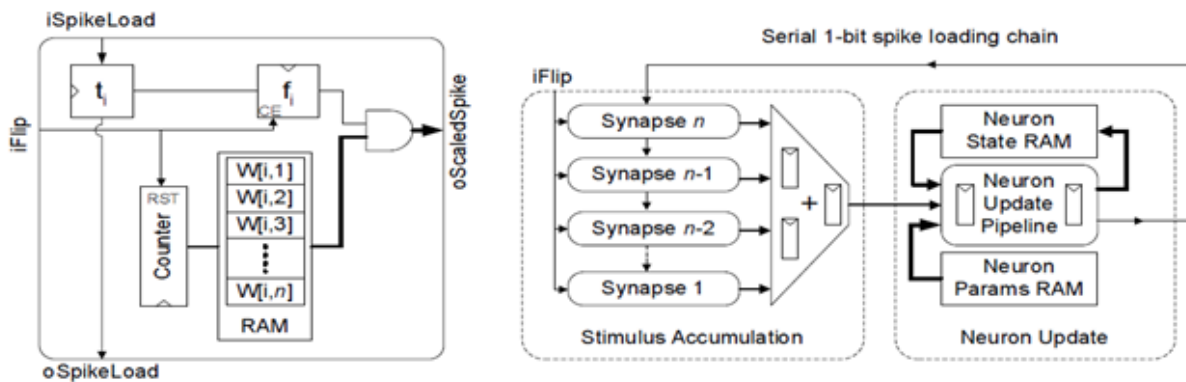 iSpikeLoad
t_i
f_i
CE
iFlip
oScaledSpike
RST
Counter
W[i,1]
W[i,2]
W[i,3]
W[i,n]
RAM
oSpikeLoad
Serial 1-bit spike loading chain
iFlip
Synapse n
Synapse n-1
Synapse n-2
Synapse 1
+
Stimulus Accumulation
Neuron
State RAM
Neuron
Update
Pipeline
Neuron
Params RAM
Neuron Update